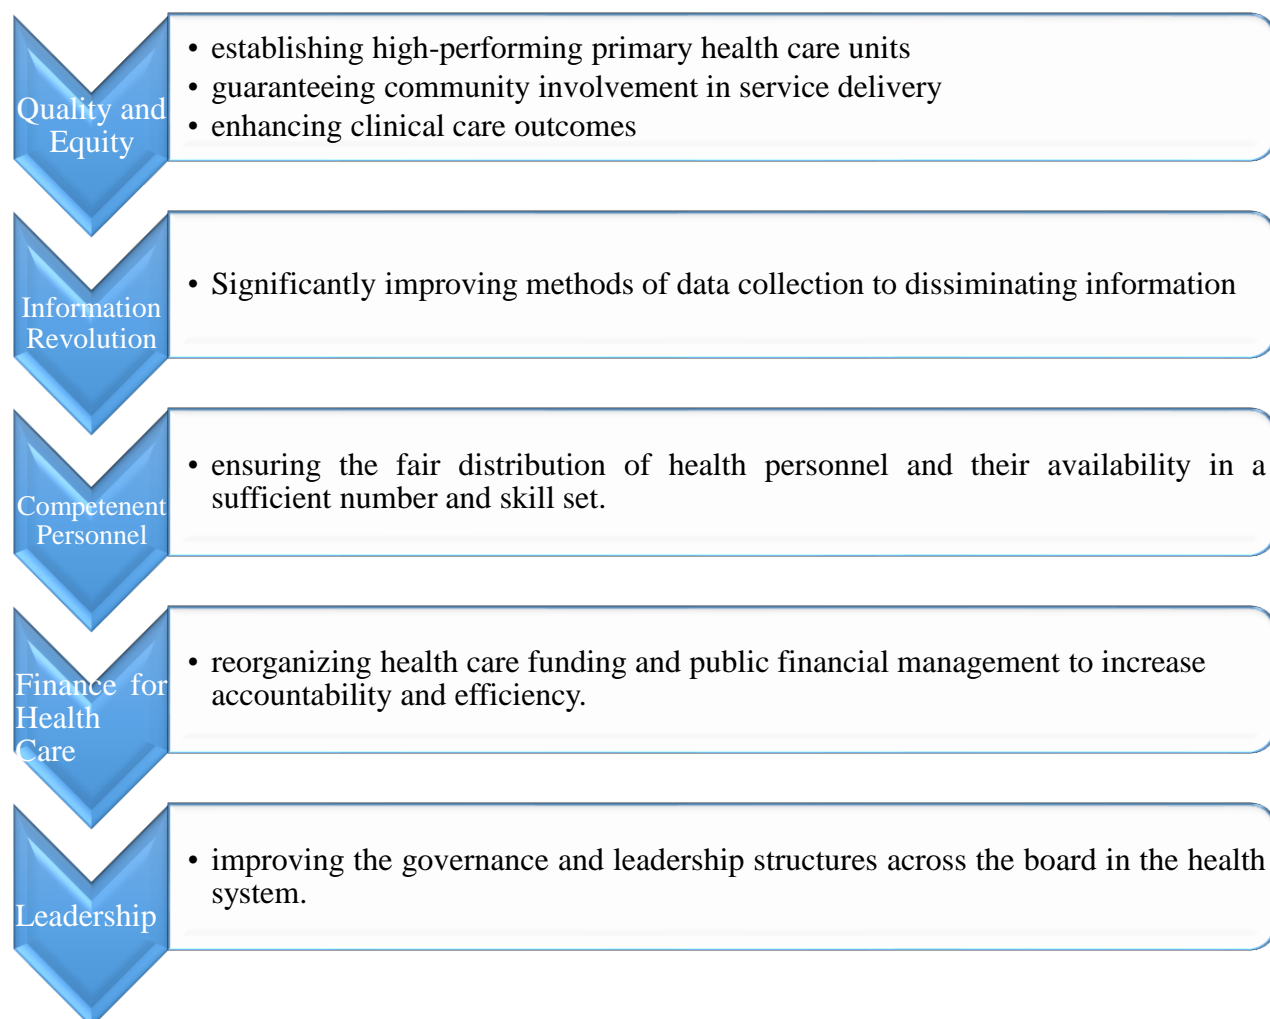 Quality and
Equity
• establishing high-performing primary health care units
• guaranteeing community involvement in service delivery
• enhancing clinical care outcomes
Information
Revolution
• Significantly improving methods of data collection to dissiminating information
Competenent
Personnel
• ensuring the fair distribution of health personnel and their availability in a
sufficient number and skill set.
Finance for
Health
Care
• reorganizing health care funding and public financial management to increase
accountability and efficiency.
Leadership
• improving the governance and leadership structures across the board in the health
system.